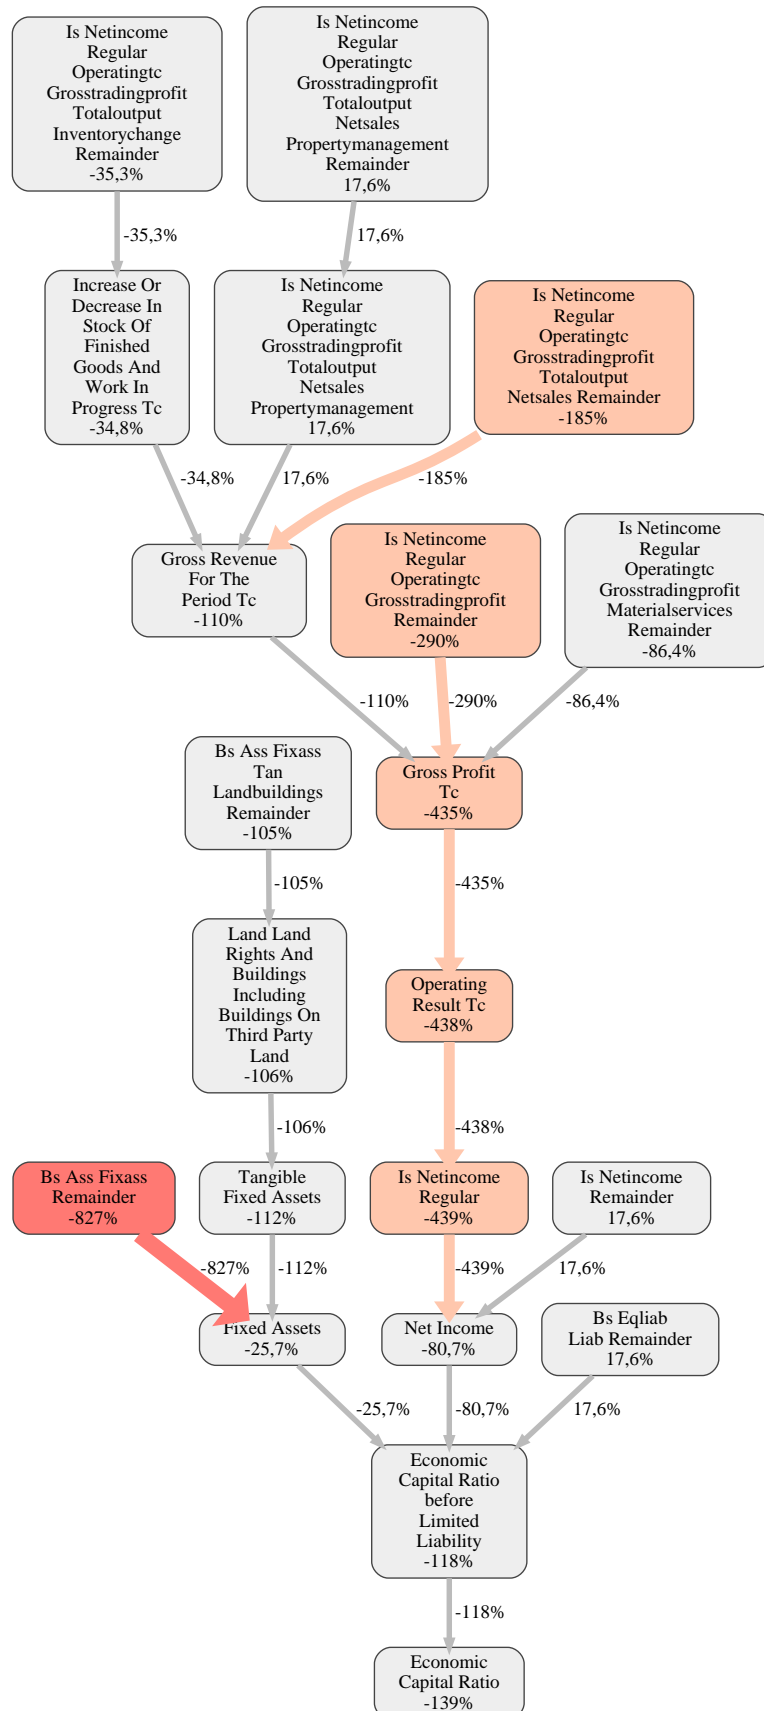 Is Netincome
Regular
Operatingtc
Grosstradingprofit
Totaloutput
Inventorychange
Remainder
-35,3%
Is Netincome
Regular
Operatingtc
Grosstradingprofit
Totaloutput
Netsales
Propertymanagement
Remainder
17,6%
-35,3%
17,6%
Increase Or
Decrease In
Stock Of
Finished
Goods And
Work In
Progress Tc
-34,8%
Is Netincome
Regular
Operatingtc
Grosstradingprofit
Totaloutput
Netsales
Propertymanagement
17,6%
Is Netincome
Regular
Operatingtc
Grosstradingprofit
Totaloutput
Netsales Remainder
-185%
-34,8%
17,6%
-185%
Gross Revenue
For The
Period Tc
-110%
Is Netincome
Regular
Operatingtc
Grosstradingprofit
Remainder
-290%
Is Netincome
Regular
Operatingtc
Grosstradingprofit
Materialservices
Remainder
-86,4%
-110%
-290%
-86,4%
Bs Ass Fixass
Tan
Landbuildings
Remainder
-105%
Gross Profit
Tc
-435%
-105%
-435%
Land Land
Rights And
Buildings
Including
Buildings On
Third Party
Land
-106%
Operating
Result Tc
-438%
-106%
-438%
Bs Ass Fixass
Remainder
-827%
Tangible
Fixed Assets
-112%
Is Netincome
Regular
-439%
Is Netincome
Remainder
17,6%
-827%
-112%
-439%
17,6%
Fixed Assets
-25,7%
Net Income
-80,7%
Bs Eqliab
Liab Remainder
17,6%
-25,7%
-80,7%
17,6%
Economic
Capital Ratio
before
Limited
Liability
-118%
-118%
Economic
Capital Ratio
-139%